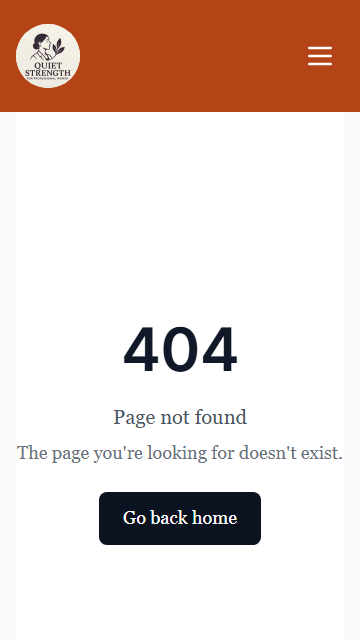 QUIET
STRENGTH
FOR PROFESSIONAL WOMEN
404
Page not found
The page you're looking for doesn't exist.
Go back home